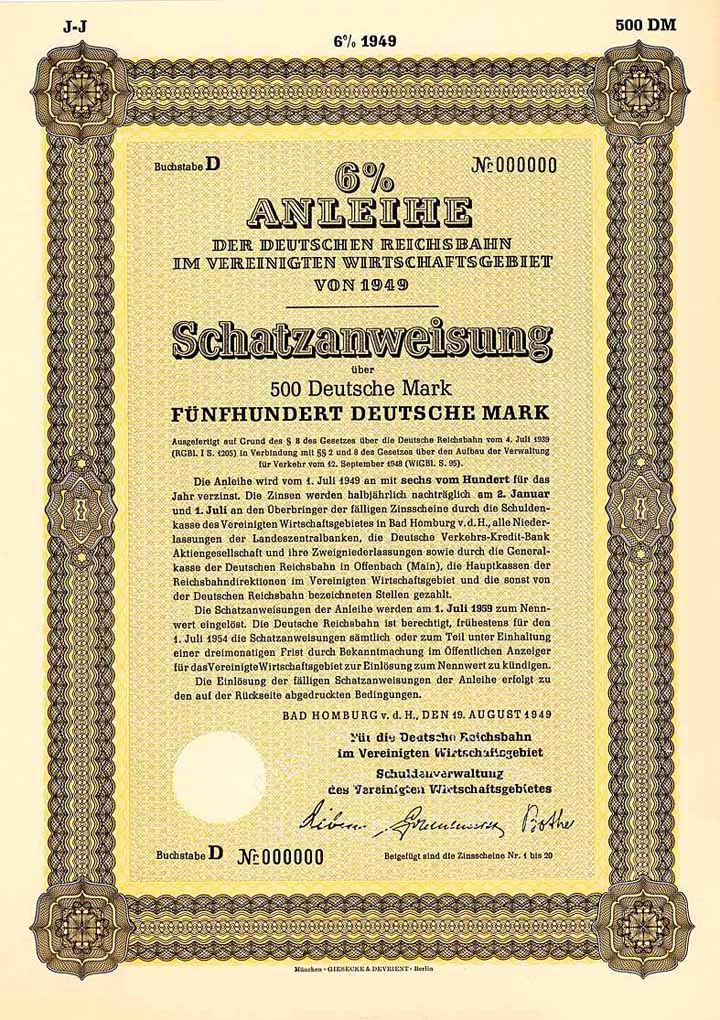 J-J
500 DM
6% 1949
Buchstabe D
№ 000000
6%
ANLEIHE
DER DEUTSCHEN REICHSBAHN
IM VEREINIGTEN WIRTSCHAFTSGEBIET
VON 1949
Schatzanweisung
über
500 Deutsche Mark
FÜNFHUNDERT DEUTSCHE MARK
Ausgefertigt auf Grund des § 8 des Gesetzes über die Deutsche Reichsbahn vom 4. Juli 1939
(RGBl. I S. 1205) in Verbindung mit §§ 2 und 8 des Gesetzes über den Aufbau der Verwaltung
für Verkehr vom 12. September 1948 (WiGBl. S. 95).
Die Anleihe wird vom 1. Juli 1949 an mit sechs vom Hundert für das
Jahr verzinst. Die Zinsen werden halbjährlich nachträglich am 2. Januar
und 1. Juli an den Überbringer der fälligen Zinsscheine durch die Schulden-
kasse des Vereinigten Wirtschaftsgebietes in Bad Homburg v. d. H., alle Nieder-
lassungen der Landeszentralbanken, die Deutsche Verkehrs-Kredit-Bank
Aktiengesellschaft und ihre Zweigniederlassungen sowie durch die General-
kasse der Deutschen Reichsbahn in Offenbach (Main), die Hauptkassen der
Reichsbahndirektionen im Vereinigten Wirtschaftsgebiet und die sonst von
der Deutschen Reichsbahn bezeichneten Stellen gezahlt.
Die Schatzanweisungen der Anleihe werden am 1. Juli 1959 zum Nenn-
wert eingelöst. Die Deutsche Reichsbahn ist berechtigt, frühestens für den
1. Juli 1954 die Schatzanweisungen sämtlich oder zum Teil unter Einhaltung
einer dreimonatigen Frist durch Bekanntmachung im Öffentlichen Anzeiger
für das Vereinigte Wirtschaftsgebiet zur Einlösung zum Nennwert zu kündigen.
Die Einlösung der fälligen Schatzanweisungen der Anleihe erfolgt zu
den auf der Rückseite abgedruckten Bedingungen.
BAD HOMBURG v. d. H., DEN 19. AUGUST 1949
Für die Deutsche Reichsbahn
im Vereinigten Wirtschaftsgebiet
Schuldenverwaltung
des Vereinigten Wirtschaftsgebietes
Buchstabe D
№ 000000
Beigefügt sind die Zinsscheine Nr. 1 bis 20
München · GIESECKE & DEVRIENT · Berlin